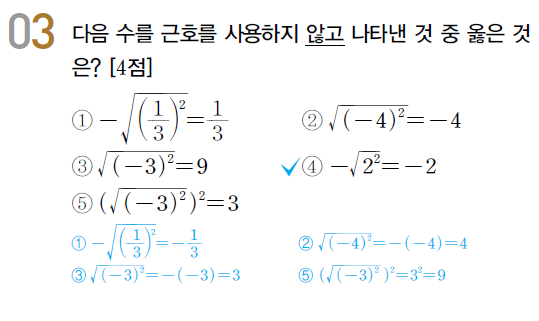 03 다음 수를 근호를 사용하지 않고 나타낸 것 중 옳은 것
은? [4점]
① −√(1/3)² = 1/3 ② √(−4)² = −4
③ √(−3)² = 9 ✓④ −√2² = −2
⑤ (√(−3)²)² = 3
① −√(1/3)² = −1/3 ② √(−4)² = −(−4) = 4
③ √(−3)² = −(−3) = 3 ⑤ (√(−3)²)² = 3² = 9